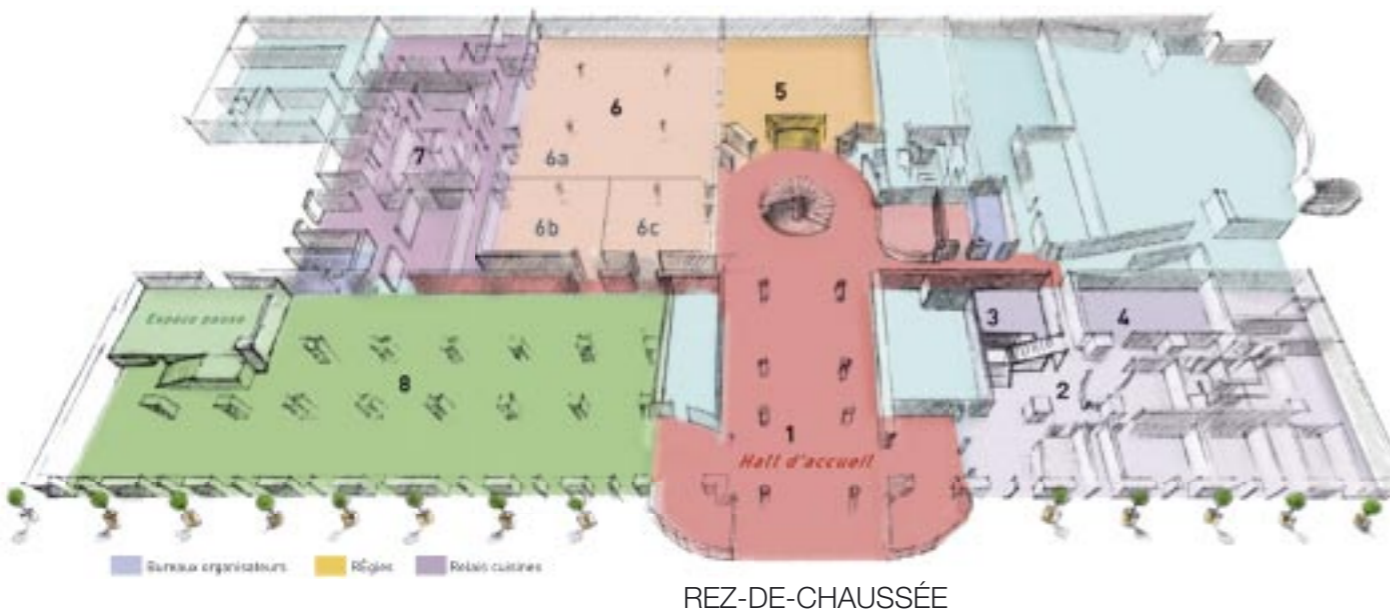 5
6
7
6a
6b
6c
Espace pause
3
4
8
2
1
Hall d'accueil
Bureaux organisateurs
Régies
Relais cuisines
REZ-DE-CHAUSSÉE